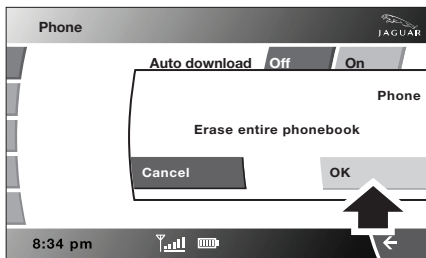 Phone
JAGUAR
Auto download Off On
Phone
Erase entire phonebook
Cancel OK
8:34 pm